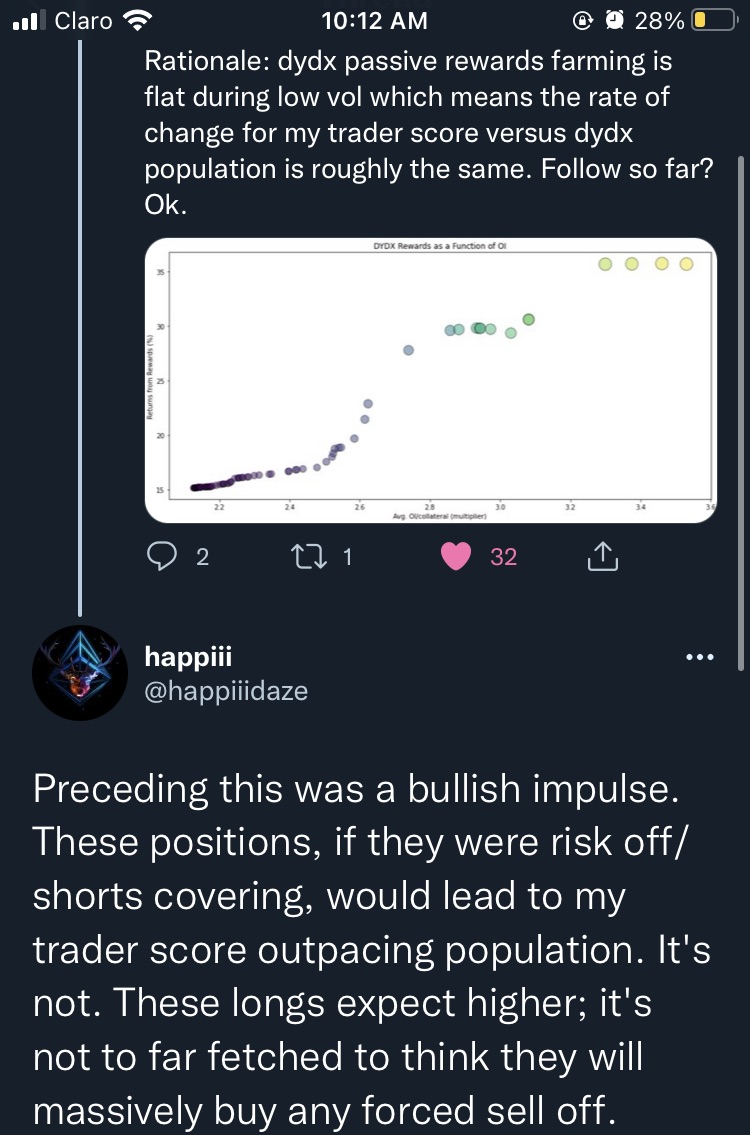 Claro 10:12 AM 28%
Rationale: dydx passive rewards farming is
flat during low vol which means the rate of
change for my trader score versus dydx
population is roughly the same. Follow so far?
Ok.
DYDX Rewards as a Function of OI
Returns from Rewards (%)
35
30
25
20
15
2.2 2.4 2.6 2.8 3.0 3.2 3.4 3.6
Avg. OI/collateral (multiplier)
2 1 32
happiii
@happiiidaze
Preceding this was a bullish impulse.
These positions, if they were risk off/
shorts covering, would lead to my
trader score outpacing population. It's
not. These longs expect higher; it's
not to far fetched to think they will
massively buy any forced sell off.